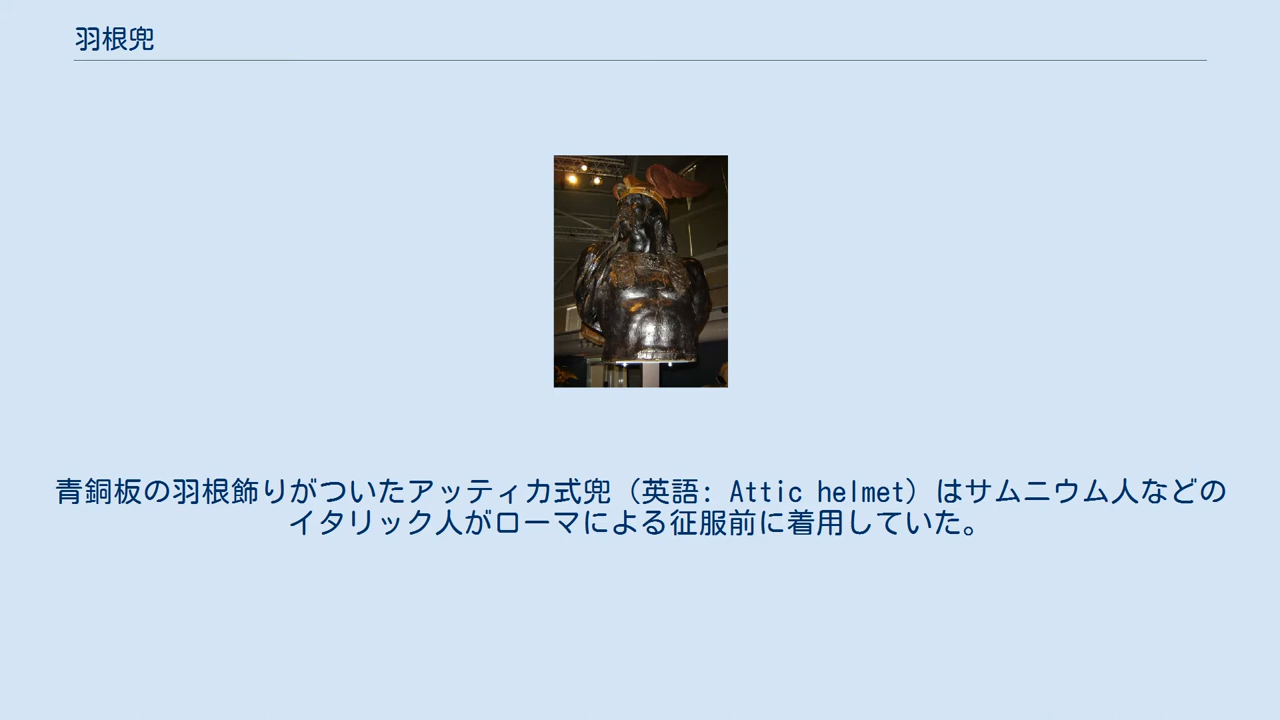 羽根兜
青銅板の羽根飾りがついたアッティカ式兜（英語: Attic helmet）はサムニウム人などの
イタリック人がローマによる征服前に着用していた。